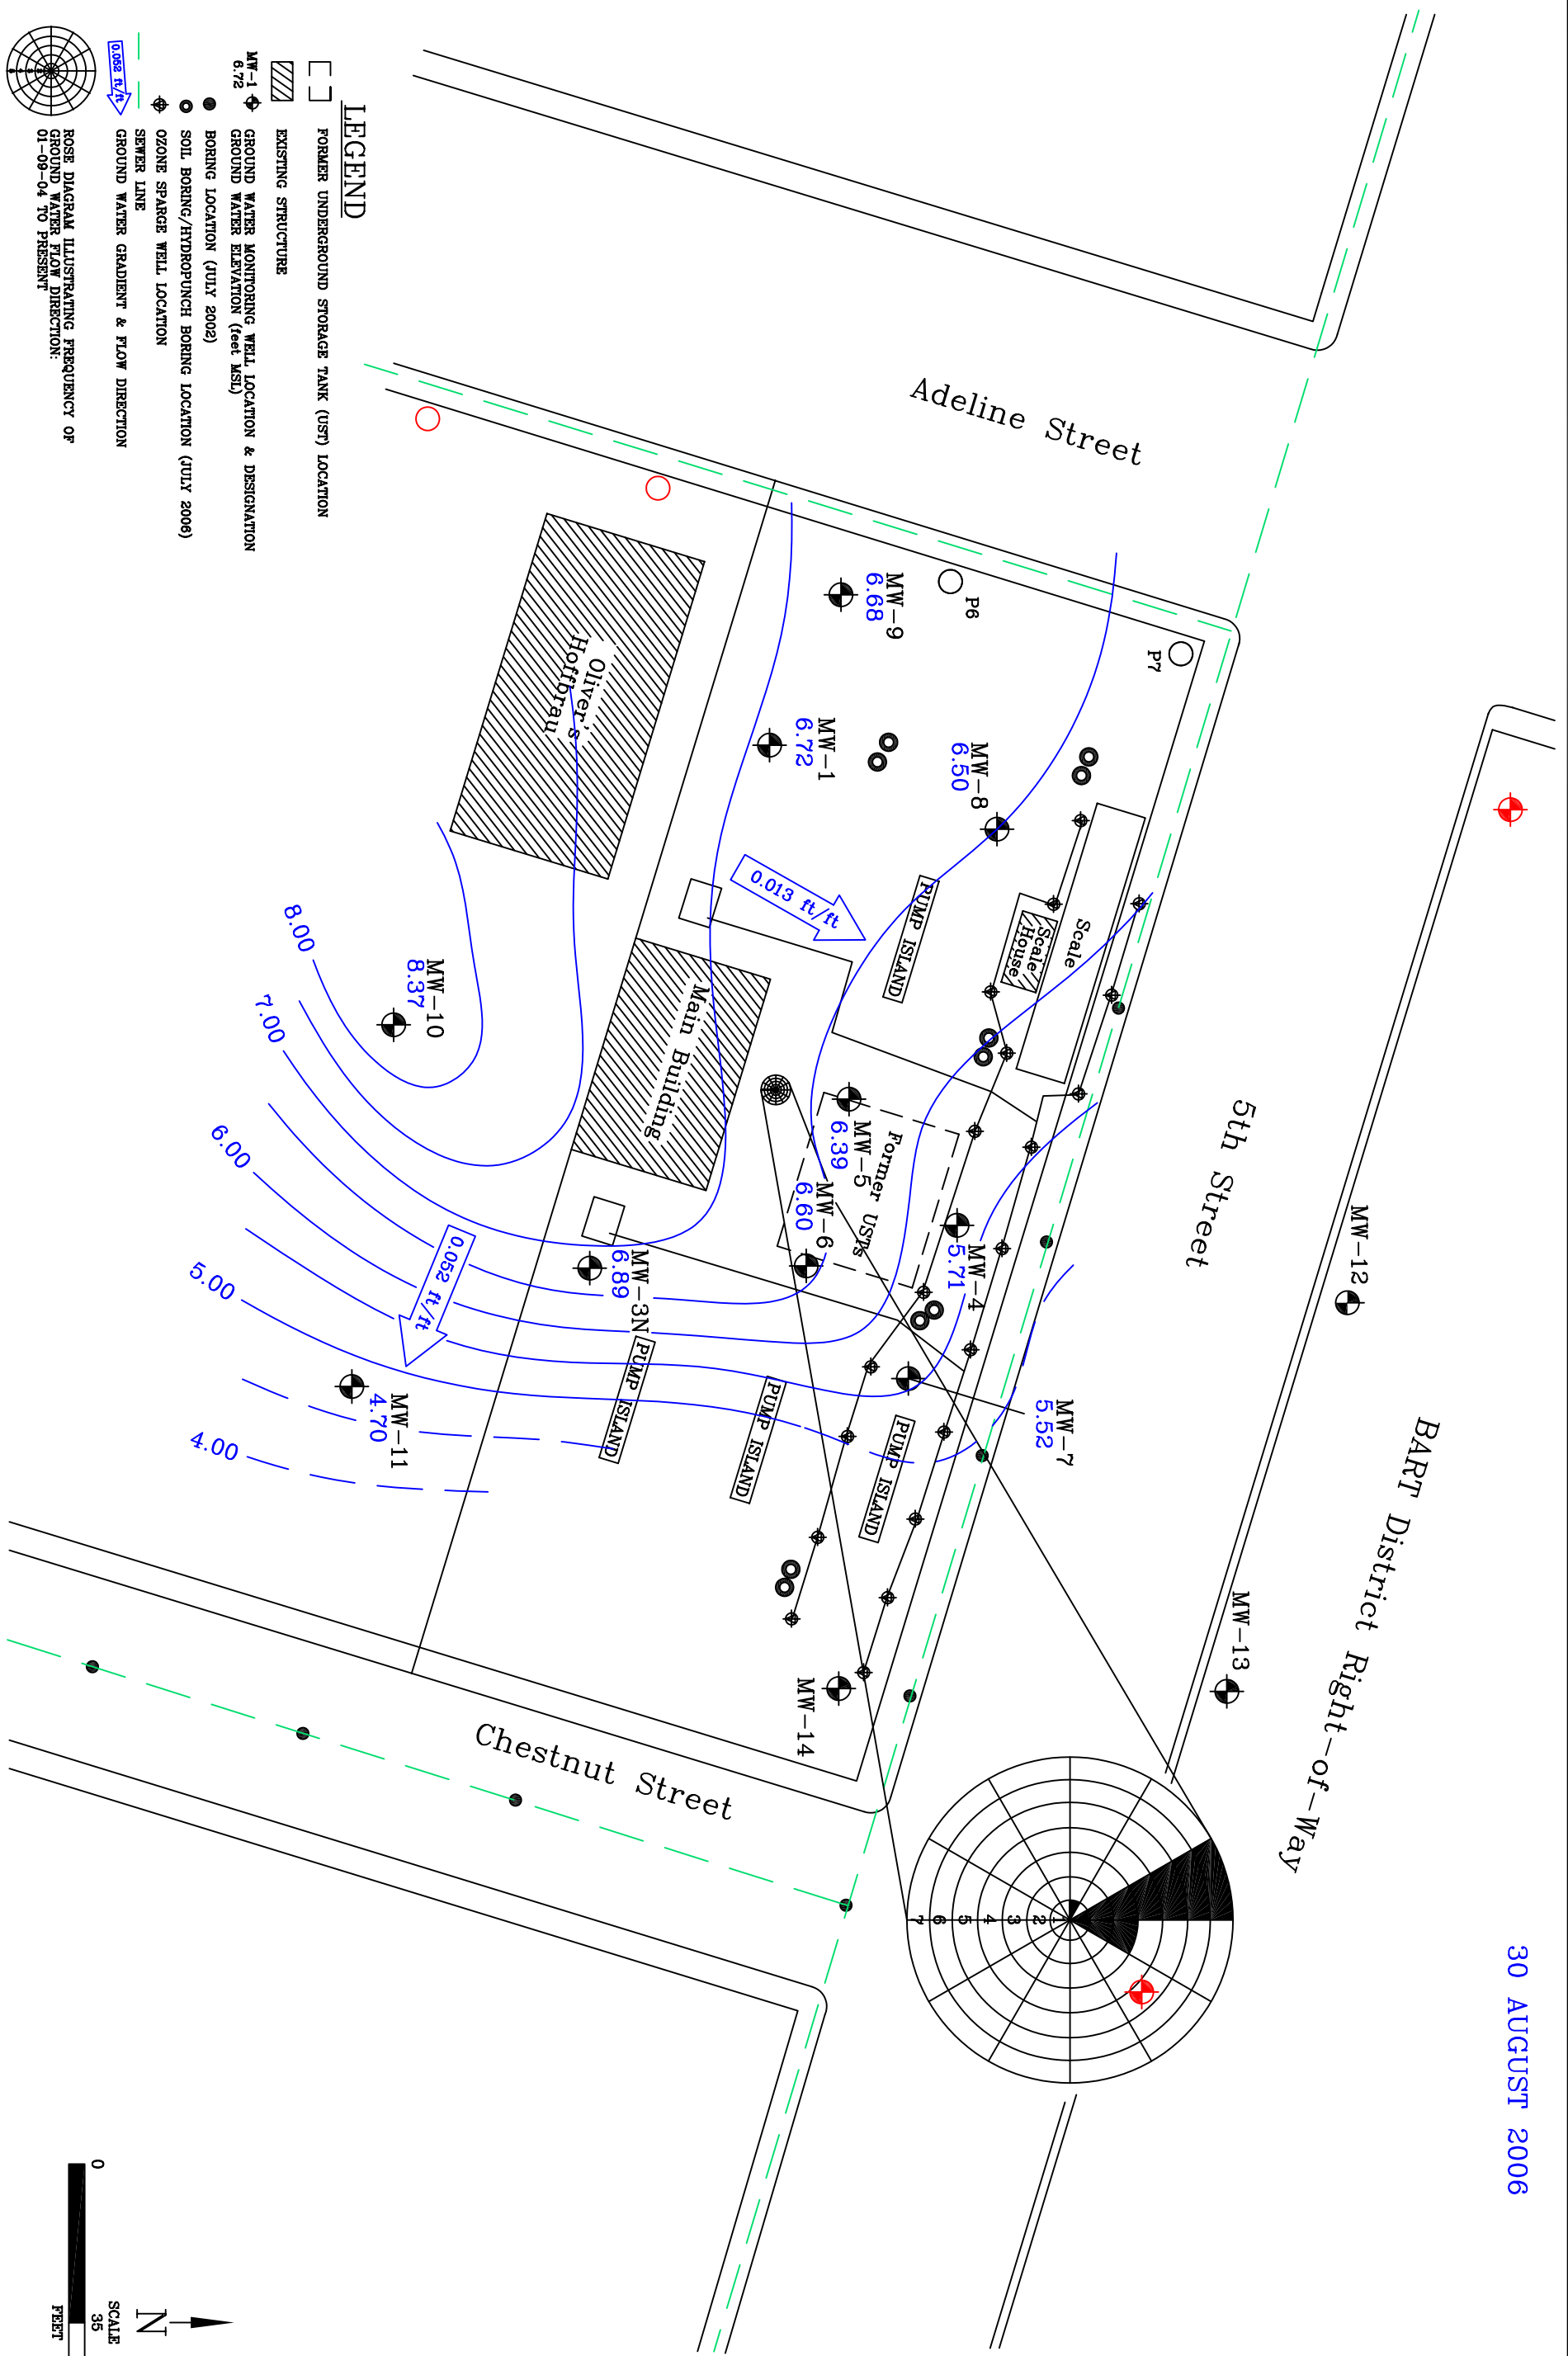 30 AUGUST 2006
BART District Right-of-Way
5th Street
Adeline Street
Chestnut Street
MW-12
MW-13
MW-14
P7
P6
MW-9
6.68
MW-1
6.72
MW-8
6.50
PUMP ISLAND
Scale
Scale
House
0.013 ft/ft
MW-5
6.39
Former USTs
MW-6
6.60
MW-4
5.71
MW-7
5.52
MW-3N
6.89
PUMP ISLAND
PUMP ISLAND
PUMP ISLAND
Oliver's
Hoffbrau
Main Building
MW-10
8.37
MW-11
4.70
0.052 ft/ft
8.00
7.00
6.00
5.00
4.00
1
2
3
4
5
6
7
LEGEND
FORMER UNDERGROUND STORAGE TANK (UST) LOCATION
EXISTING STRUCTURE
MW-1
6.72
GROUND WATER MONITORING WELL LOCATION & DESIGNATION
GROUND WATER ELEVATION (feet MSL)
BORING LOCATION (JULY 2002)
SOIL BORING/HYDROPUNCH BORING LOCATION (JULY 2006)
OZONE SPARGE WELL LOCATION
SEWER LINE
0.052 ft/ft
GROUND WATER GRADIENT & FLOW DIRECTION
ROSE DIAGRAM ILLUSTRATING FREQUENCY OF
GROUND WATER FLOW DIRECTION:
01-09-04 TO PRESENT
N
SCALE
0
35
FEET